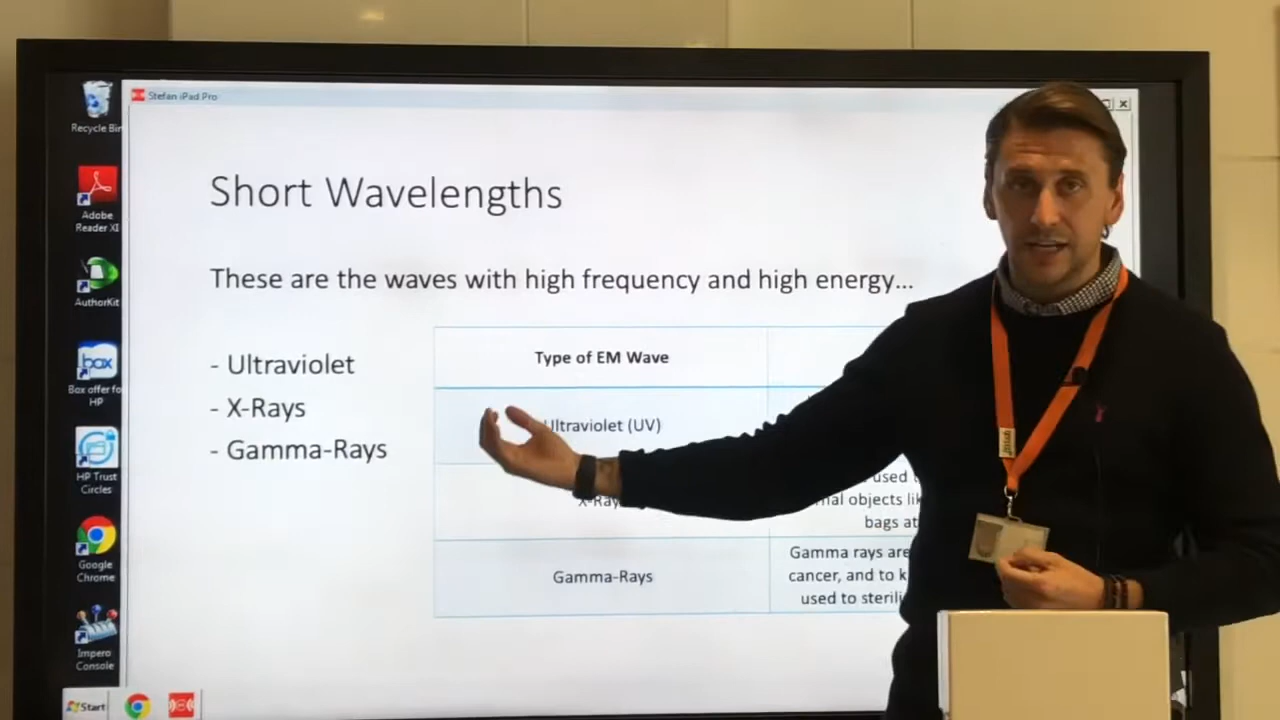 Recycle Bin
Adobe
Reader XI
AuthorKit
box
Box offer for
HP
HP Trust
Circles
Google
Chrome
Impero
Console
Start
Stefan iPad Pro
Short Wavelengths
These are the waves with high frequency and high energy...
- Ultraviolet
- X-Rays
- Gamma-Rays
Type of EM Wave
Ultraviolet (UV)
X-Ray
used
objects
bags at
Gamma-Rays
Gamma rays are
cancer, and to
used to